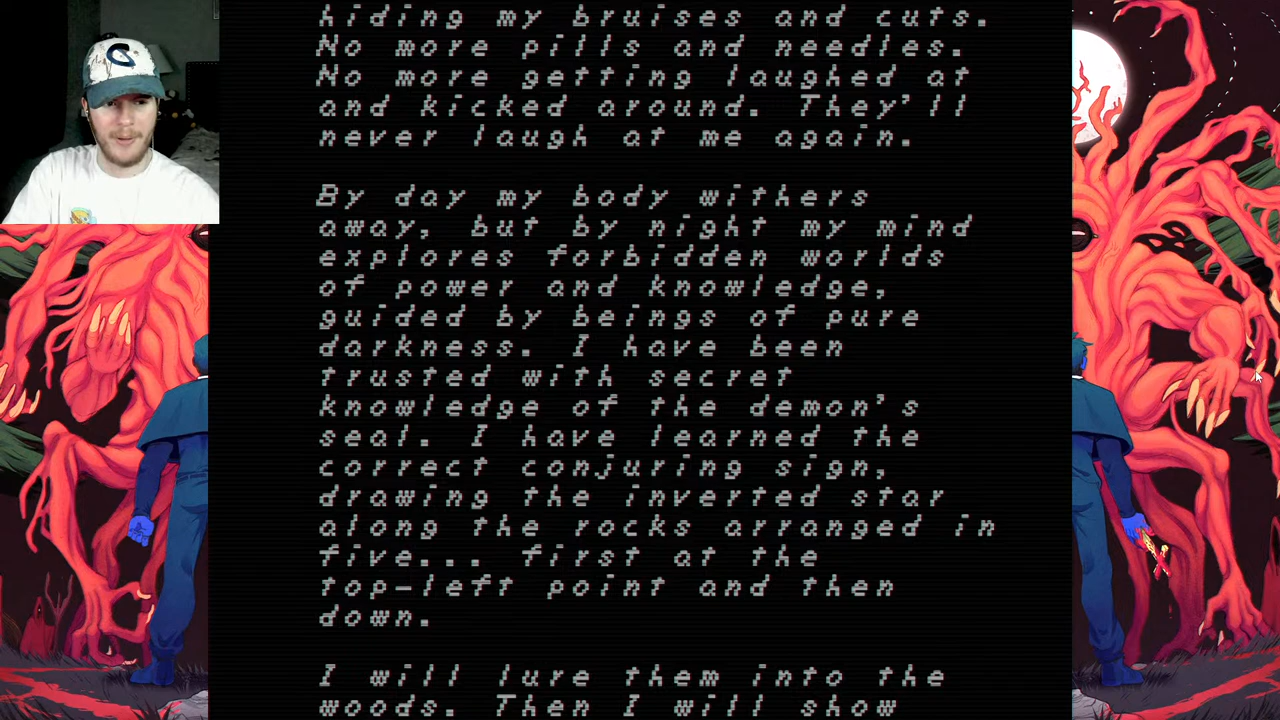 hiding my bruises and cuts.
No more pills and needles.
No more getting laughed at
and kicked around. They'll
never laugh at me again.
By day my body withers
away, but by night my mind
explores forbidden worlds
of power and knowledge,
guided by beings of pure
darkness. I have been
trusted with secret
knowledge of the demon's
seal. I have learned the
correct conjuring sign,
drawing the inverted star
along the rocks arranged in
five... first at the
top-left point and then
down.
I will lure them into the
woods. Then I will show